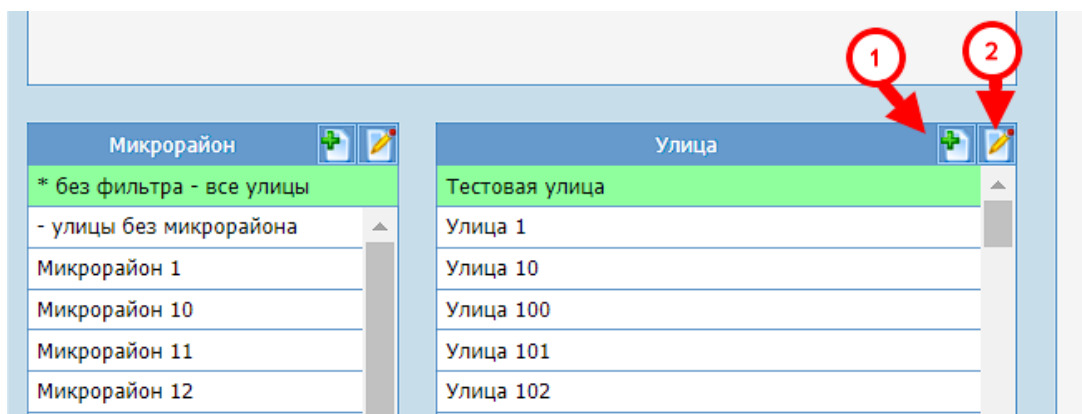 1
2
Микрорайон
* без фильтра - все улицы
- улицы без микрорайона
Микрорайон 1
Микрорайон 10
Микрорайон 11
Микрорайон 12
Улица
Тестовая улица
Улица 1
Улица 10
Улица 100
Улица 101
Улица 102